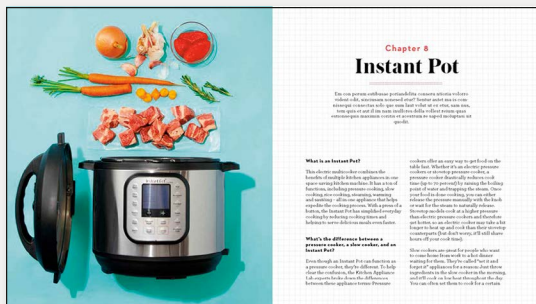 Chapter 8
Instant Pot
What is an Instant Pot?
This electric multicooker combines the
benefits of multiple kitchen appliances in one
space-saving kitchen machine. It has a ton of
functions, including pressure cooking, slow
cooking, rice cooking, steaming, warming
and sautéing—all in one appliance that helps
expedite the cooking process. With a press of a
button, the Instant Pot has simplified everyday
cooking by reducing cooking times and
helping to serve delicious meals even faster.
What's the difference between a
pressure cooker, a slow cooker, and an
Instant Pot?
Even though an Instant Pot can function as
a pressure cooker, they're different. To help
clear the confusion, the Kitchen Appliance
Lab experts broke down the differences
between these appliance terms: Pressure
cookers offer an easy way to get food on the
table fast. Whether it's an electric pressure
cooker or stovetop pressure cooker, a
pressure cooker drastically reduces cook
time (up to 70 percent) by raising the boiling
point of water and trapping the steam. Once
your food is done cooking, you can either
release the pressure manually with the knob
or wait for the steam to naturally release.
Stovetop models cook at a higher pressure
than electric pressure cookers and therefore
get hotter, so an electric cooker may take a bit
longer to heat up and cook than their stovetop
counterparts (but don't worry, it'll still shave
hours off your cook time).
Slow cookers are great for people who want
to come home from work to a hot dinner
waiting for them. They're called "set it and
forget it" appliances for a reason: Just throw
ingredients in the slow cooker in the morning,
and it'll cook on low heat throughout the day.
You can often set them to cook for a certain